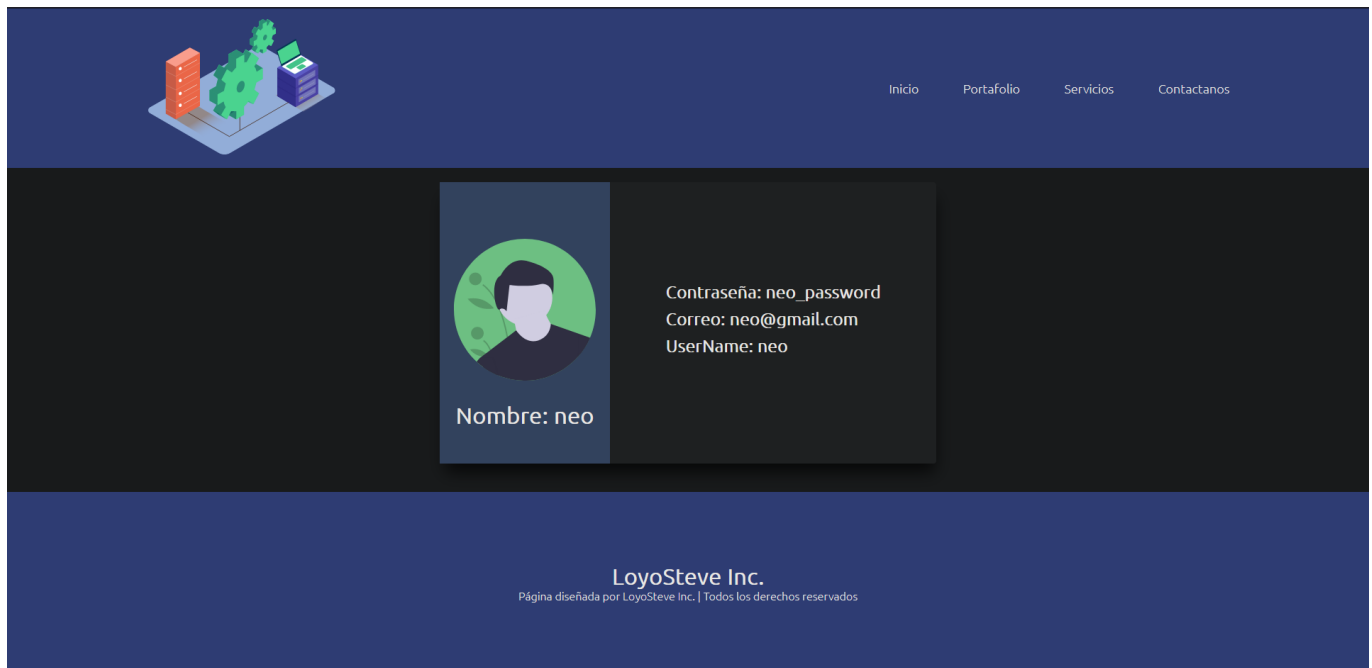 Inicio Portafolio Servicios Contactanos
Nombre: neo
Contraseña: neo_password
Correo: neo@gmail.com
UserName: neo
LoyoSteve Inc.
Página diseñada por LoyoSteve Inc. | Todos los derechos reservados